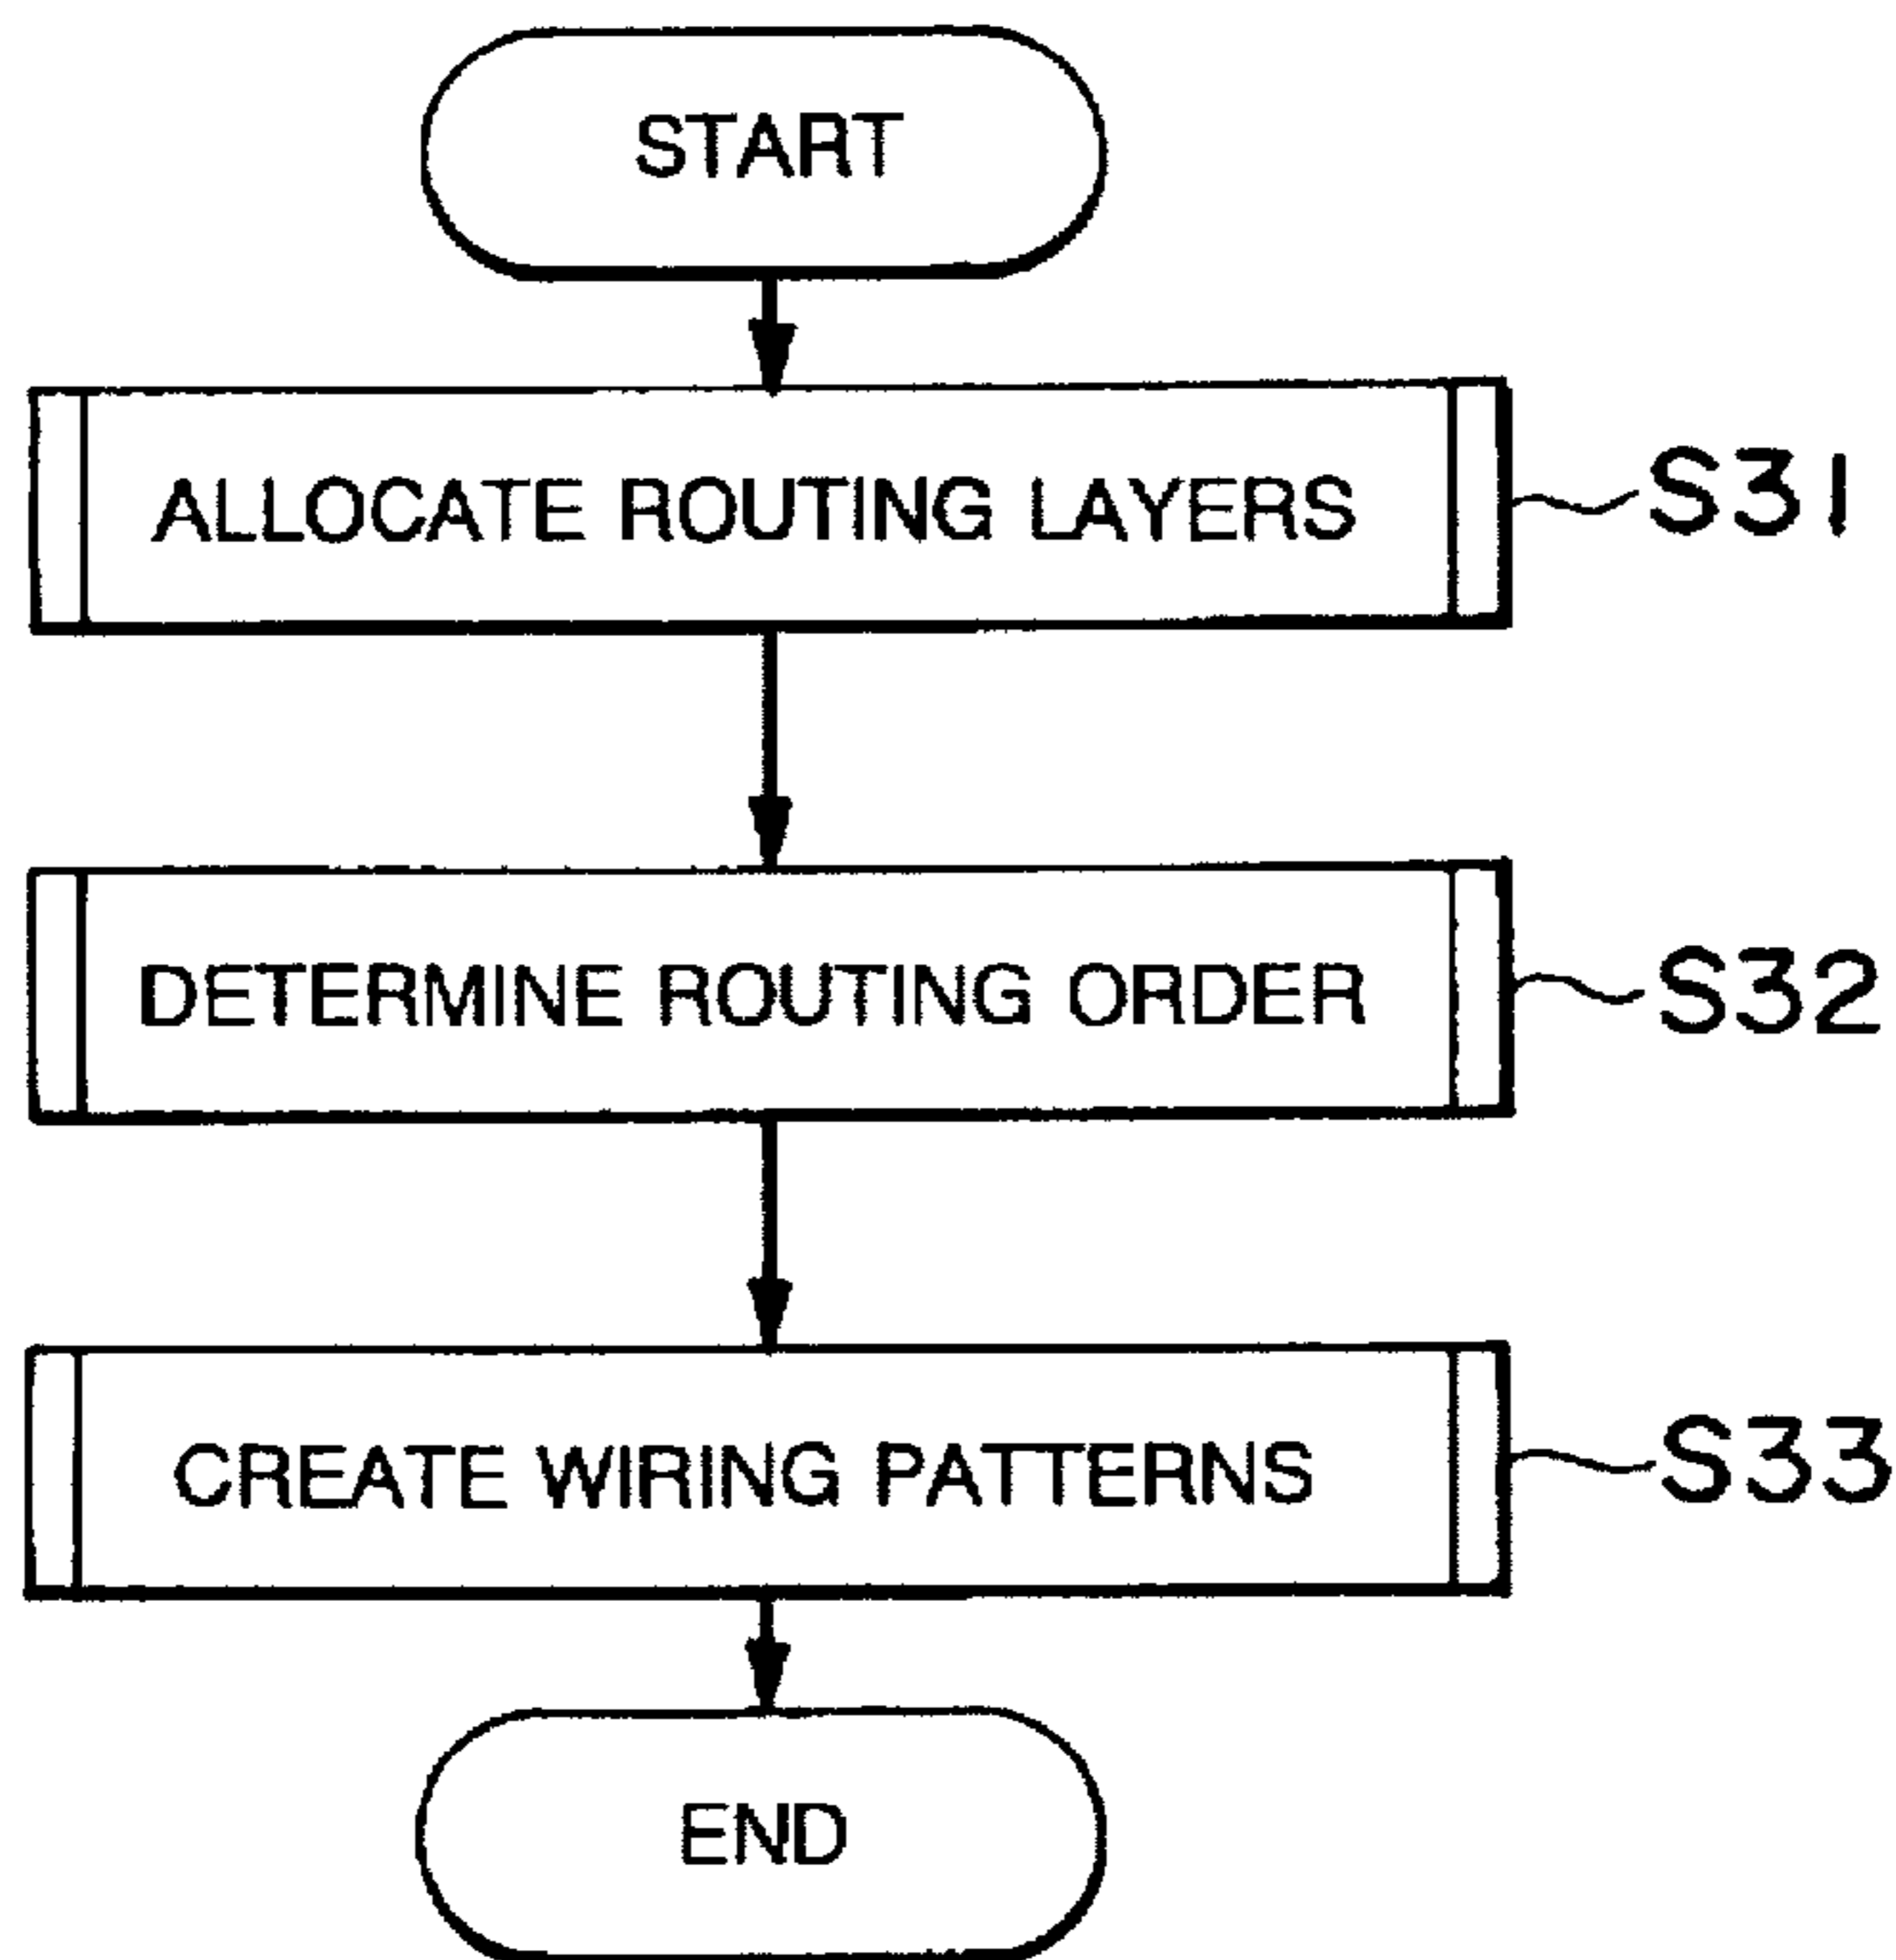 START
ALLOCATE ROUTING LAYERS
S31
DETERMINE ROUTING ORDER
S32
CREATE WIRING PATTERNS
S33
END